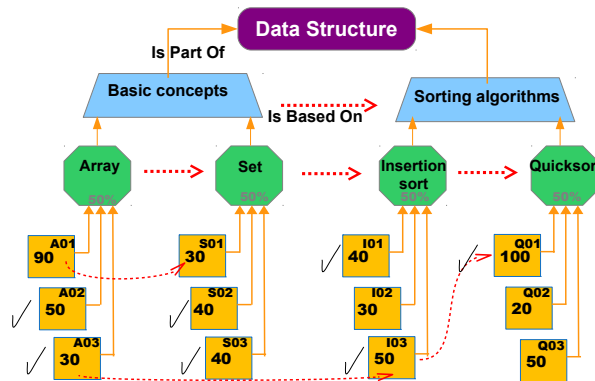 Data Structure
Is Part Of
Basic concepts
Sorting algorithms
Is Based On
Array
50%
Set
50%
Insertion
sort
50%
Quicksor
50%
A01
90
S01
30
I01
40
Q01
100
A02
50
S02
40
I02
30
Q02
20
A03
30
S03
40
I03
50
Q03
50